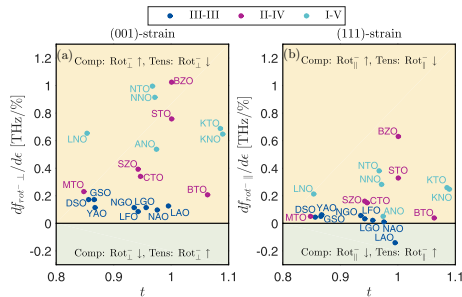 III-III II-IV I-V
(001)-strain (111)-strain
(a) Comp: Rot⁻⊥ ↑, Tens: Rot⁻⊥ ↓
(b) Comp: Rot⁻∥ ↑, Tens: Rot⁻∥ ↓
df_rot⁻ ⊥/dε [THz/%]
1.2
1
0.8
0.6
0.4
0.2
0
-0.2
NTO
NNO
BZO
STO
LNO
KTO
KNO
ANO
SZO
CTO
MTO
GSO
DSO
YAO
NGO
LGO
LFO
NAO
LAO
BTO
Comp: Rot⁻⊥ ↓, Tens: Rot⁻⊥ ↑
0.8 0.9 1 1.1
t
df_rot⁻ ∥/dε [THz/%]
1.2
1
0.8
0.6
0.4
0.2
0
-0.2
BZO
NTO
STO
NNO
KTO
KNO
LNO
SZO
CTO
DSO
YAO
NGO
LFO
ANO
BTO
MTO
GSO
LGO
NAO
LAO
Comp: Rot⁻∥ ↓, Tens: Rot⁻∥ ↑
0.8 0.9 1 1.1
t